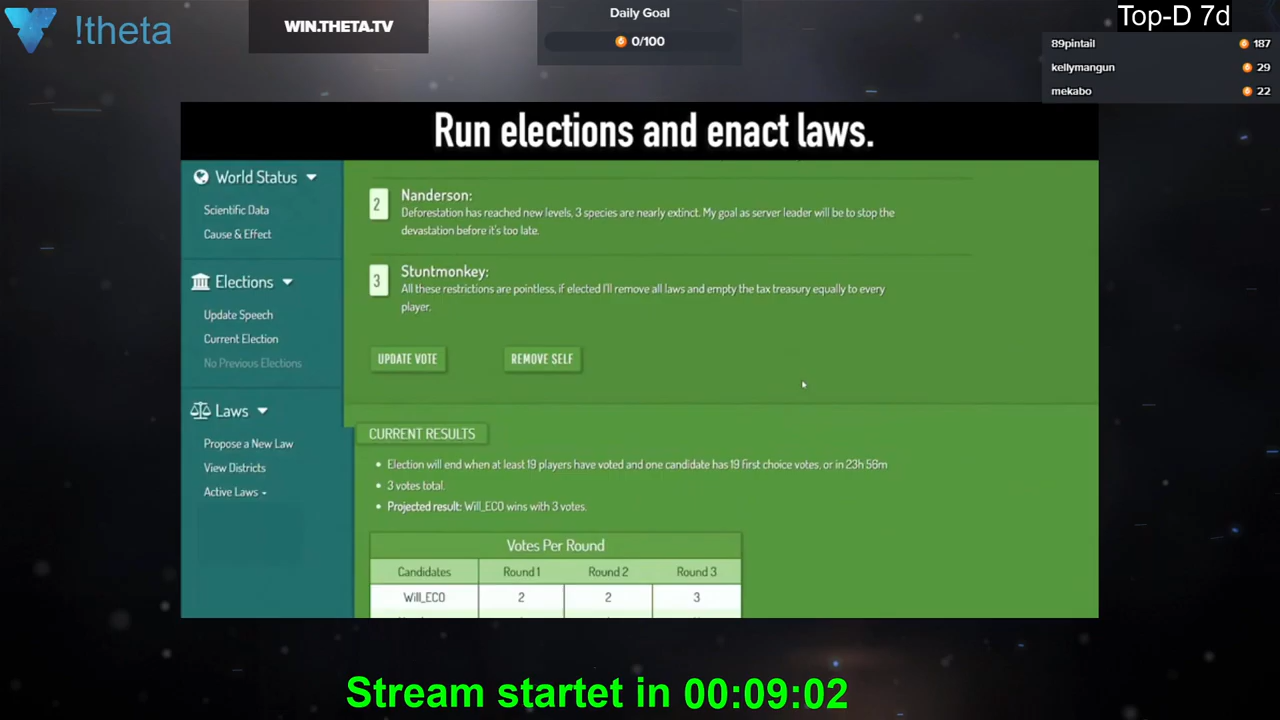 !theta
WIN.THETA.TV
Daily Goal
0/100
Top-D 7d
89pintail 187
kellymangun 29
mekabo 22
Run elections and enact laws.
World Status
Scientific Data
Cause & Effect
Elections
Update Speech
Current Election
No Previous Elections
Laws
Propose a New Law
View Districts
Active Laws
2
Nanderson:
Deforestation has reached new levels, 3 species are nearly extinct. My goal as server leader will be to stop the
devastation before it's too late.
3
Stuntmonkey:
All these restrictions are pointless, if elected I'll remove all laws and empty the tax treasury equally to every
player.
UPDATE VOTE REMOVE SELF
CURRENT RESULTS
• Election will end when at least 19 players have voted and one candidate has 19 first choice votes, or in 23h 56m
• 3 votes total.
• Projected result: Will_ECO wins with 3 votes.
Votes Per Round
Candidates Round 1 Round 2 Round 3
Will_ECO 2 2 3
Stream startet in 00:09:02